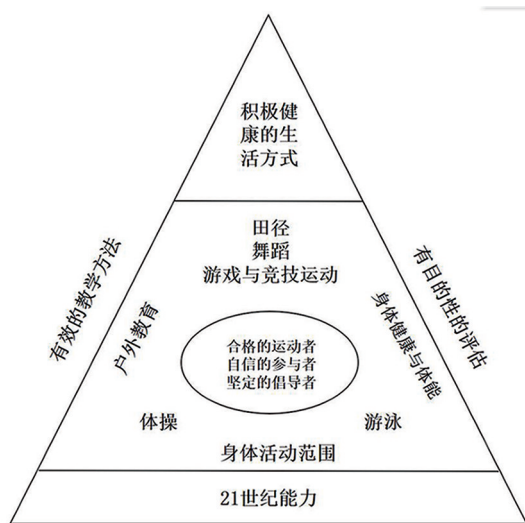 积极健
康的生
活方式
田径
舞蹈
游戏与竞技运动
有效的教学方法
有目的性的评估
户外教育
身体健康与体能
合格的运动者
自信的参与者
坚定的倡导者
体操
游泳
身体活动范围
21世纪能力